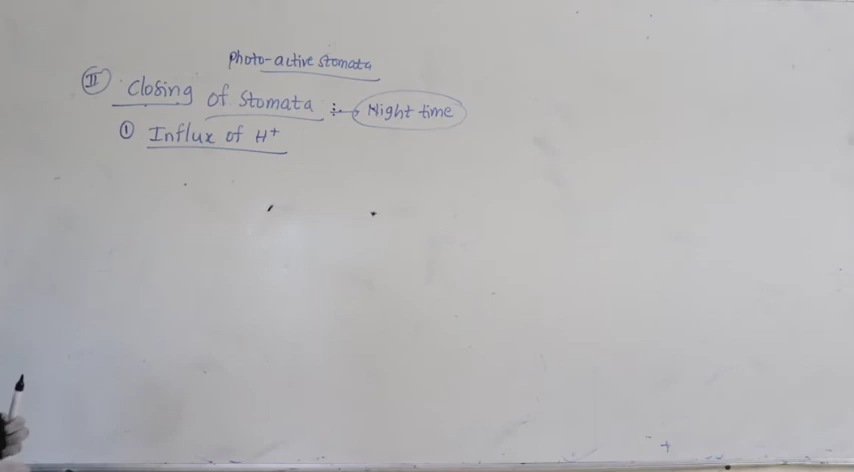 Photo-active stomata
II Closing of Stomata :→ Night time
① Influx of H+
+